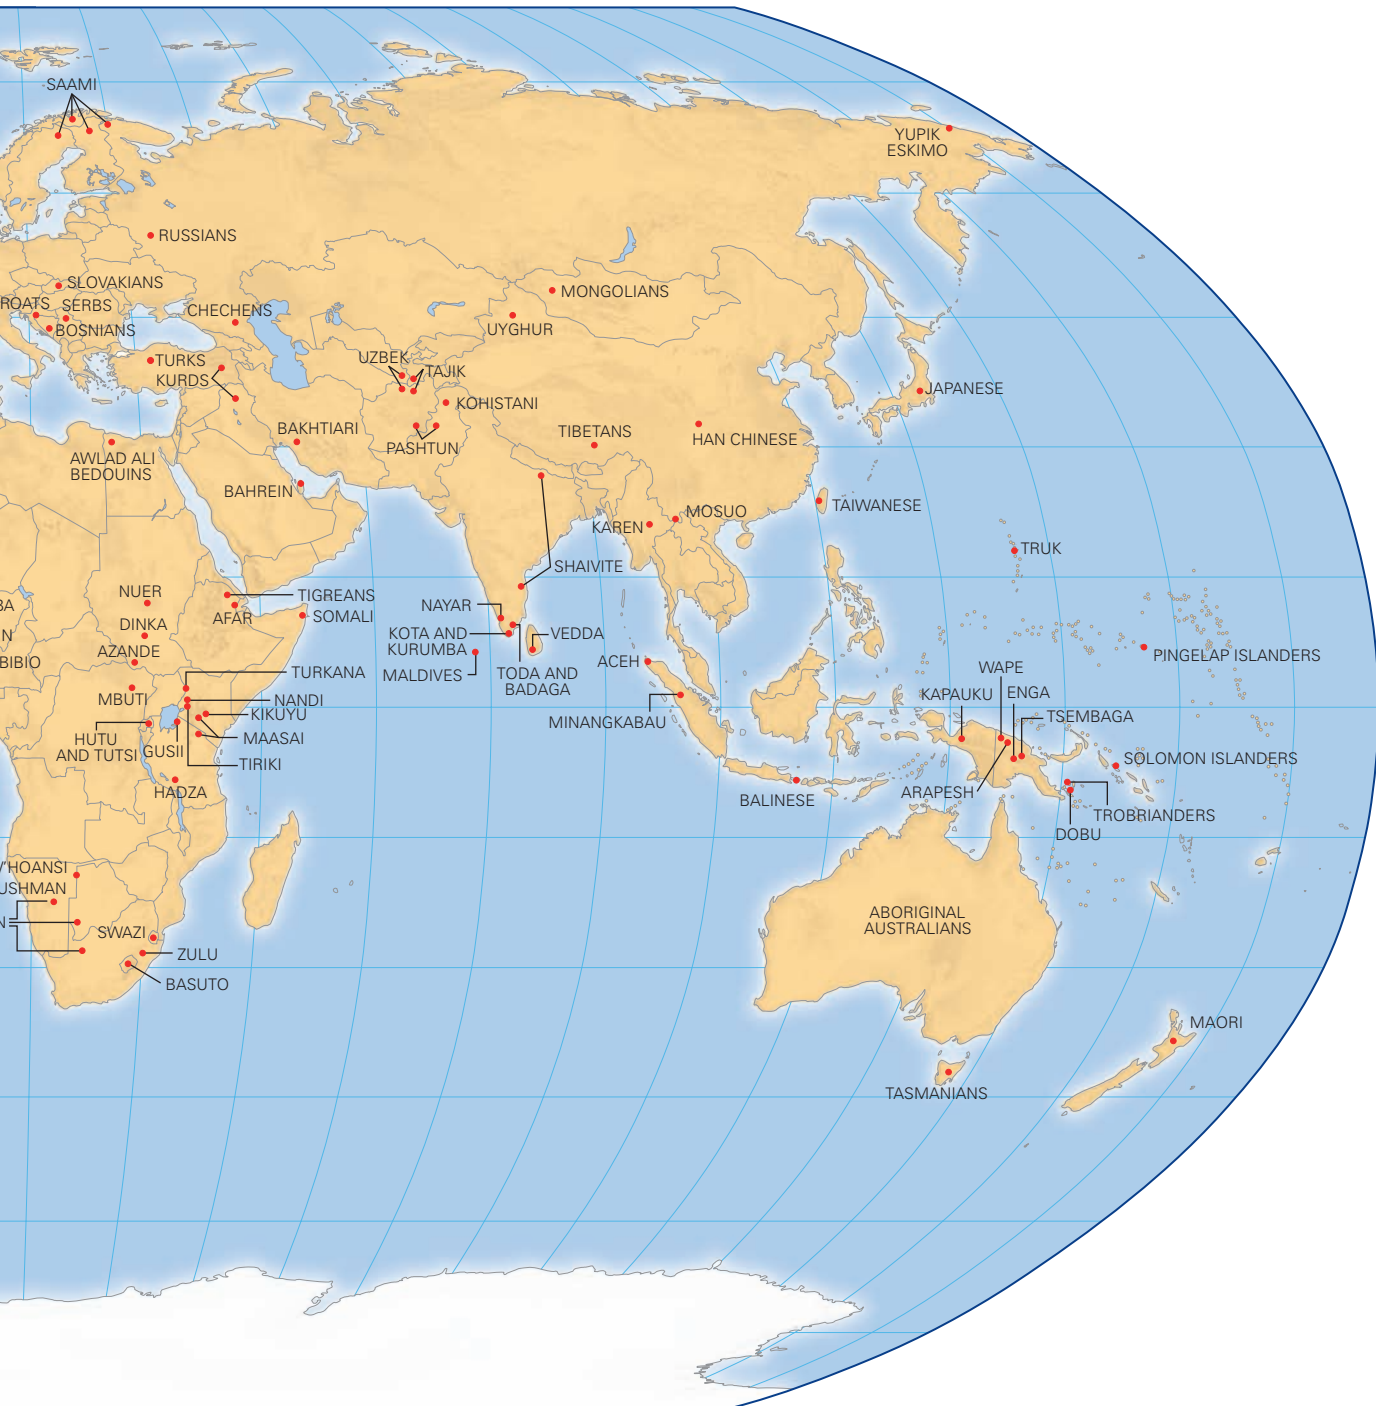 SAAMI
YUPIK
ESKIMO
RUSSIANS
SLOVAKIANS
ROATS
SERBS
BOSNIANS
CHECHENS
MONGOLIANS
UYGHUR
TURKS
KURDS
UZBEK
TAJIK
KOHISTANI
JAPANESE
BAKHTIARI
PASHTUN
TIBETANS
HAN CHINESE
AWLAD ALI
BEDOUINS
BAHREIN
TAIWANESE
KAREN
MOSUO
TRUK
SHAIVITE
NUER
TIGREANS
AFAR
SOMALI
BA
DINKA
N
AZANDE
BIBIO
NAYAR
KOTA AND
KURUMBA
VEDDA
MALDIVES
TODA AND
BADAGA
ACEH
PINGELAP ISLANDERS
WAPE
KAPAUKU
ENGA
TSEMBAGA
TURKANA
MBUTI
NANDI
KIKUYU
MINANGKABAU
HUTU
AND TUTSI
GUSII
MAASAI
TIRIKI
SOLOMON ISLANDERS
HADZA
BALINESE
ARAPESH
TROBRIANDERS
DOBU
/'HOANSI
USHMAN
N
SWAZI
ZULU
BASUTO
ABORIGINAL
AUSTRALIANS
MAORI
TASMANIANS